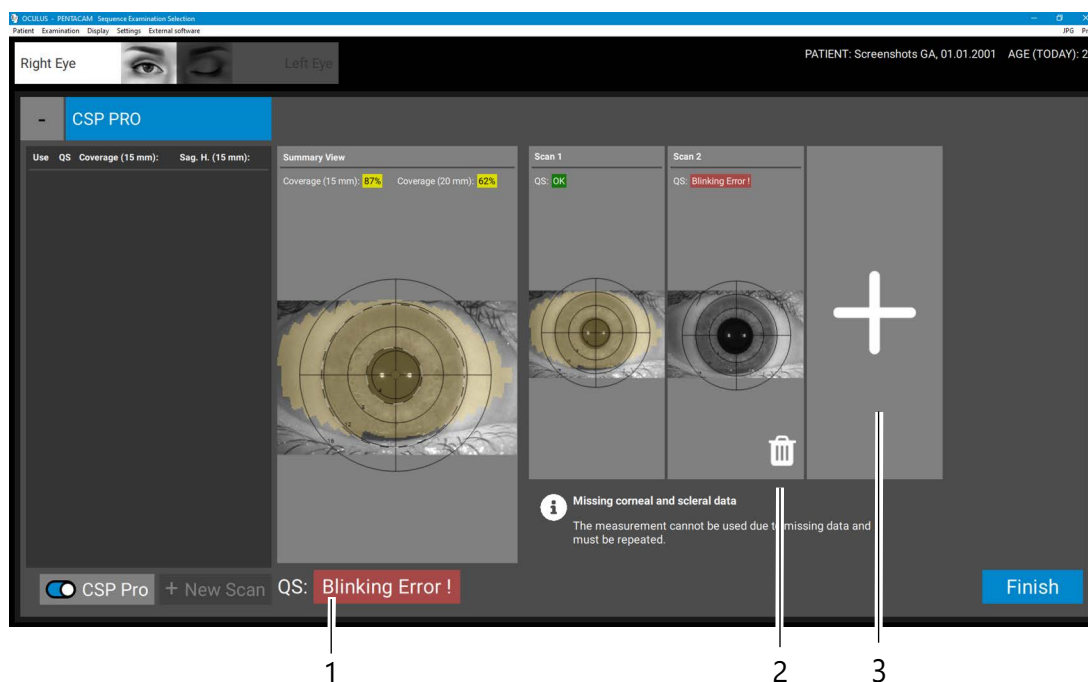 OCULUS - PENTACAM Sequence Examination Selection
Patient Examination Display Settings External software JPG Pr
Right Eye Left Eye PATIENT: Screenshots GA, 01.01.2001 AGE (TODAY): 2
- CSP PRO
Use QS Coverage (15 mm): Sag. H. (15 mm):
Summary View
Coverage (15 mm): 87% Coverage (20 mm): 62%
Scan 1
QS: OK
Scan 2
QS: Blinking Error !
Missing corneal and scleral data
The measurement cannot be used due to missing data and
must be repeated.
CSP Pro + New Scan QS: Blinking Error ! Finish
1 2 3